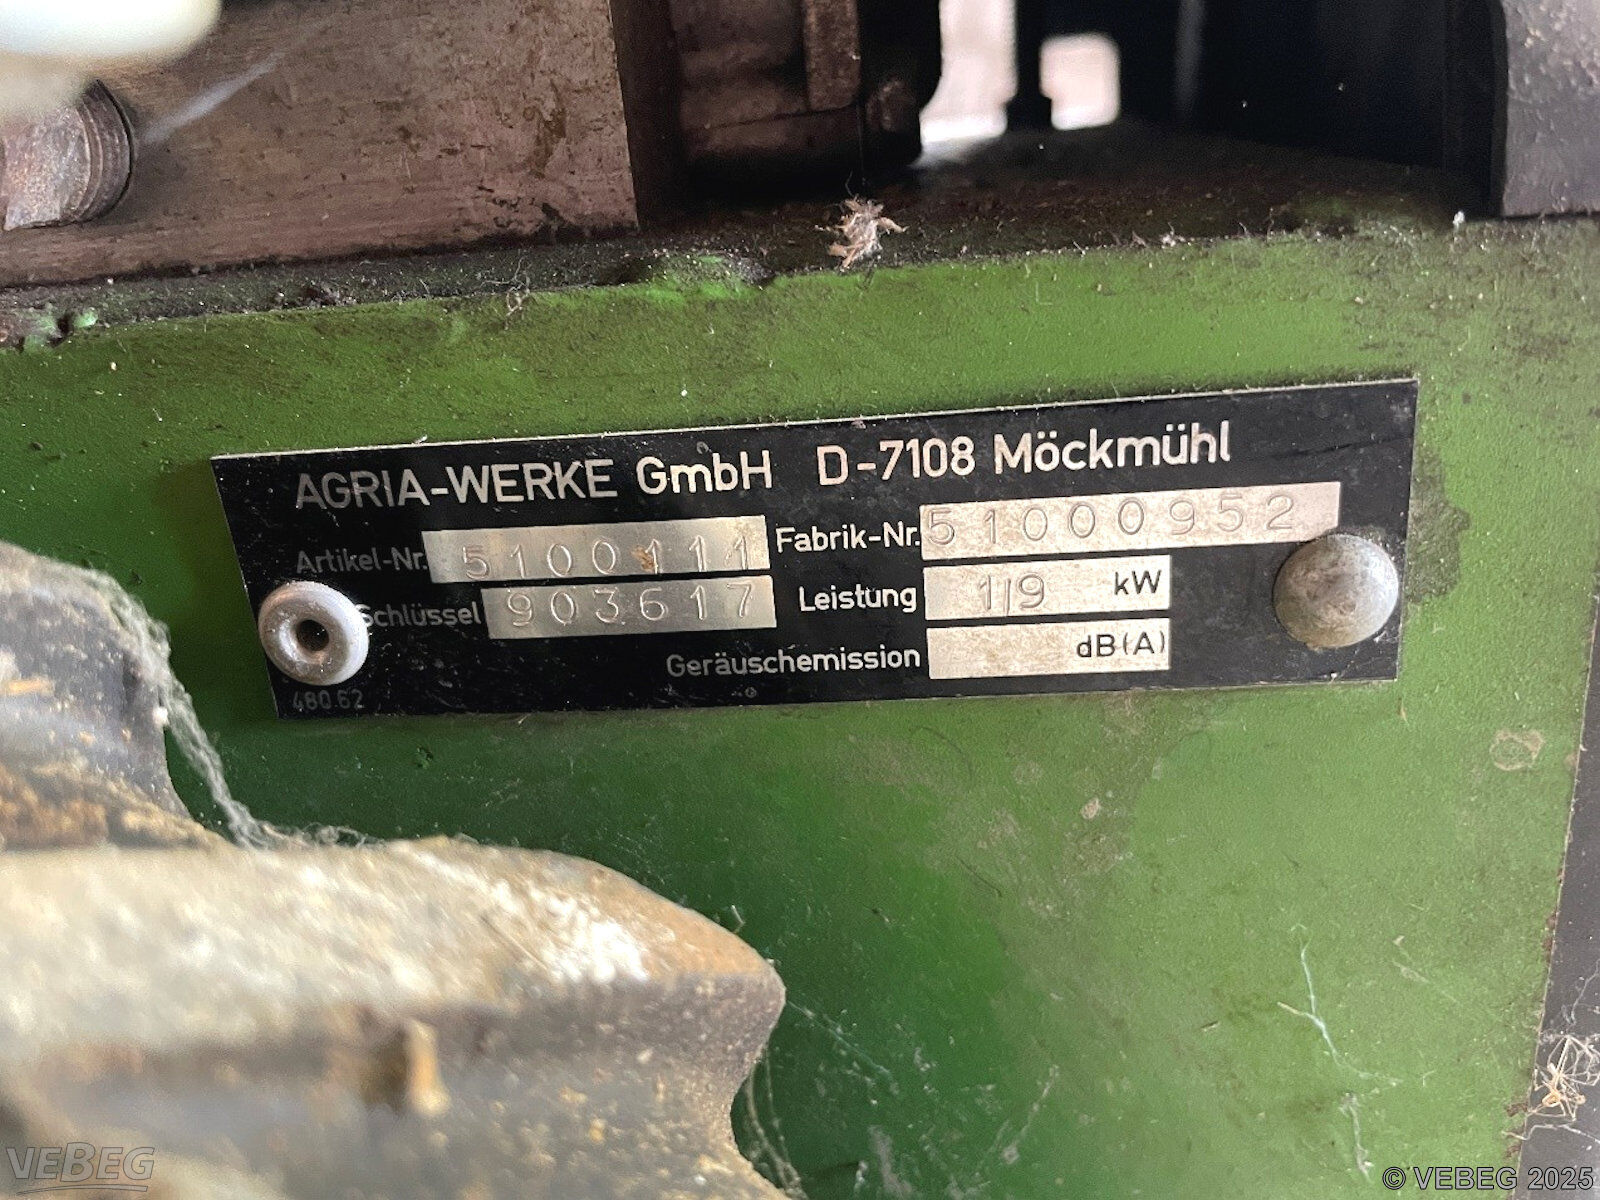 AGRIA-WERKE GmbH D-7108 Möckmühl
Artikel-Nr. 5100111 Fabrik-Nr. 51000952
Schlüssel 903617 Leistung 1,9 kW
Geräuschemission dB(A)
480.62
VEBEG
© VEBEG 2025